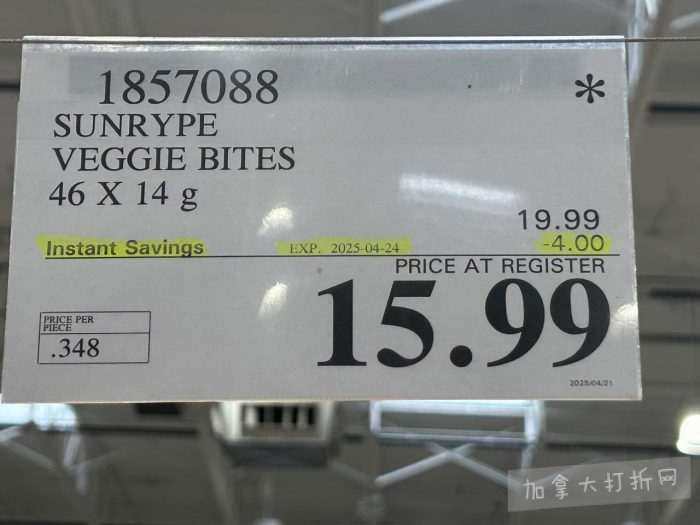 1857088 *
SUNRYPE
VEGGIE BITES
46 X 14 g
19.99
Instant Savings EXP. 2025-04-24 -4.00
PRICE AT REGISTER
15.99
PRICE PER
PIECE
.348
2025/04/21
加拿大打折网